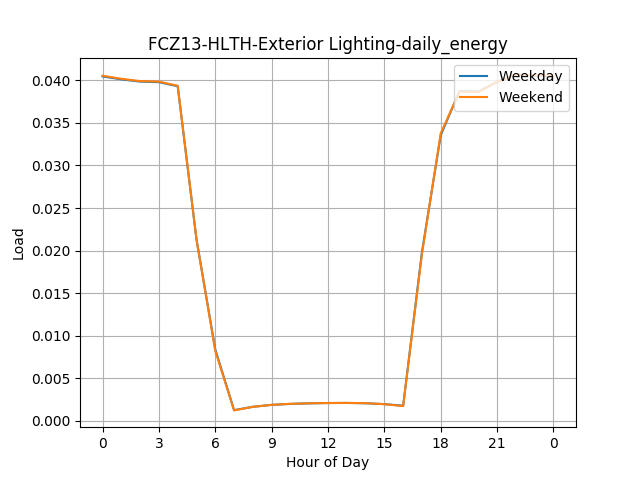 FCZ13-HLTH-Exterior Lighting-daily_energy
Weekday
Weekend
0.040
0.035
0.030
0.025
0.020
0.015
0.010
0.005
0.000
Load
0 3 6 9 12 15 18 21 0
Hour of Day